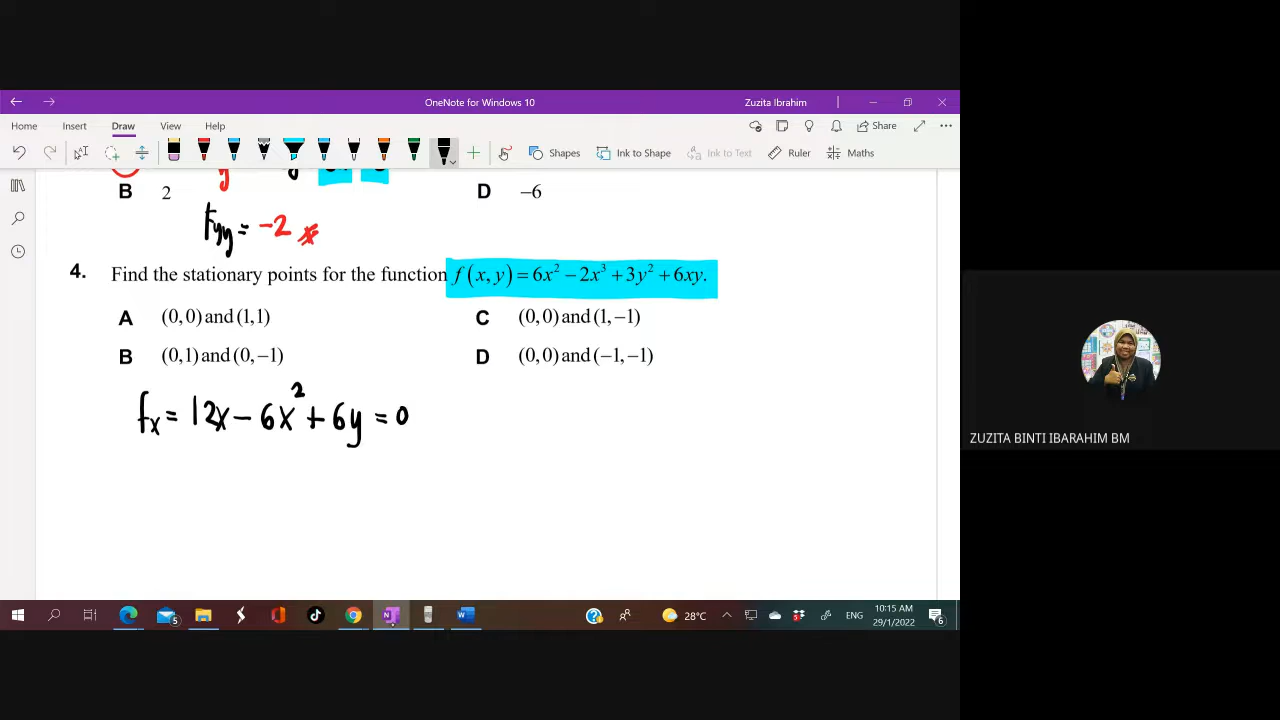 OneNote for Windows 10
Zuzita Ibrahim
Home Insert Draw View Help
Share
Shapes Ink to Shape Ink to Text Ruler Maths
B 2
D −6
Fyy = -2
4. Find the stationary points for the function f(x, y) = 6x² − 2x³ + 3y² + 6xy.
A (0,0) and (1,1)
C (0,0) and (1,−1)
B (0,1) and (0,−1)
D (0,0) and (−1,−1)
fx = 12x − 6x² + 6y = 0
ZUZITA BINTI IBARAHIM BM
5
28°C
ENG
10:15 AM
29/1/2022
6